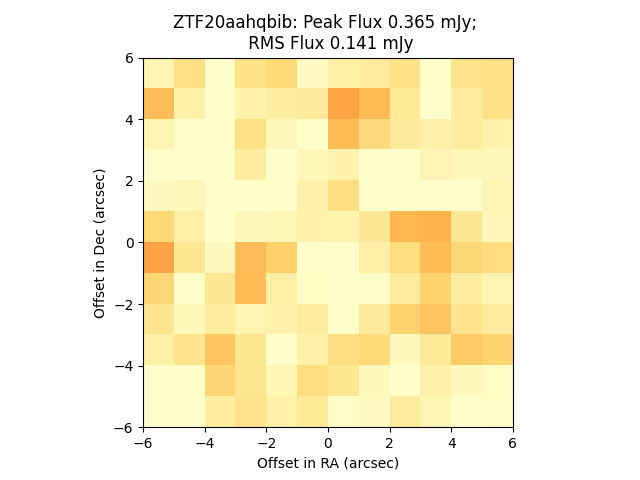 ZTF20aahqbib: Peak Flux 0.365 mJy;
RMS Flux 0.141 mJy
6
4
2
0
−2
−4
−6
Offset in Dec (arcsec)
−6 −4 −2 0 2 4 6
Offset in RA (arcsec)